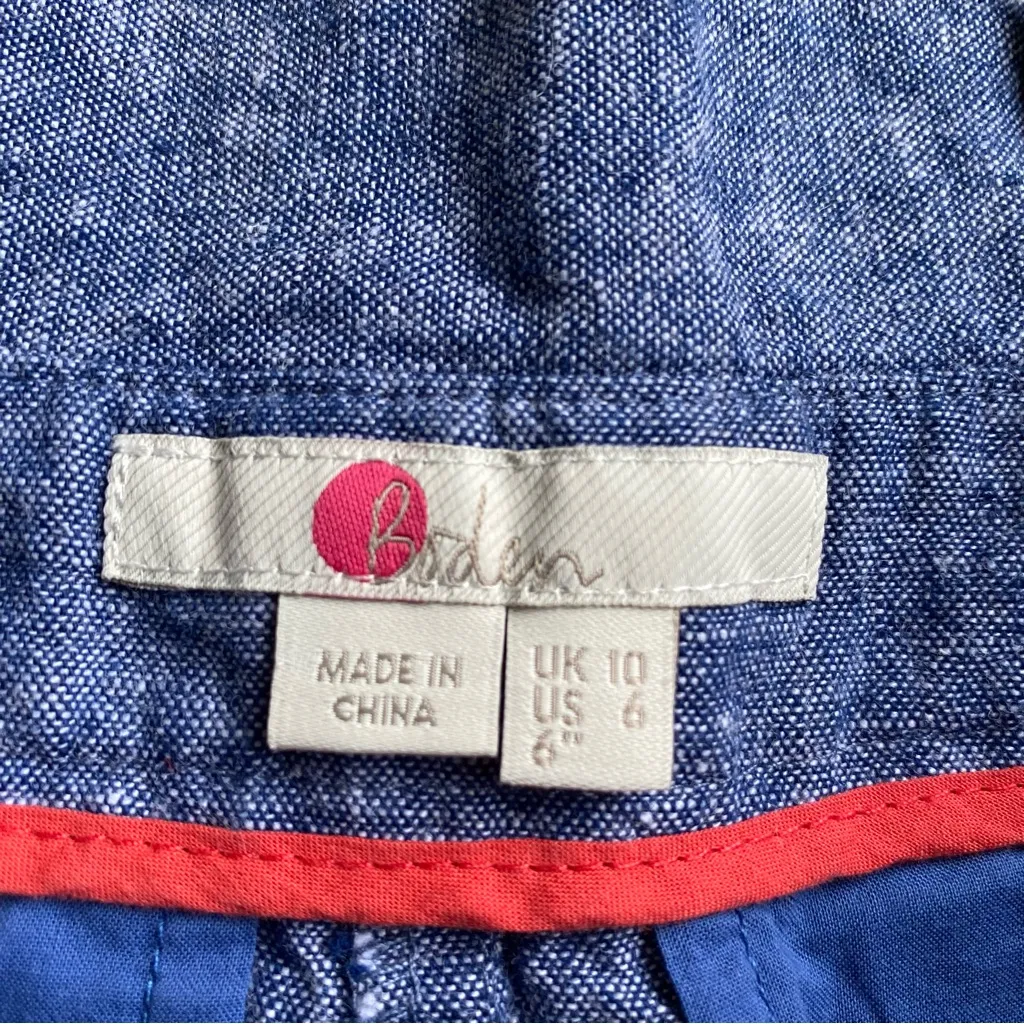 Boden
MADE IN
CHINA
UK 10
US 6
6""